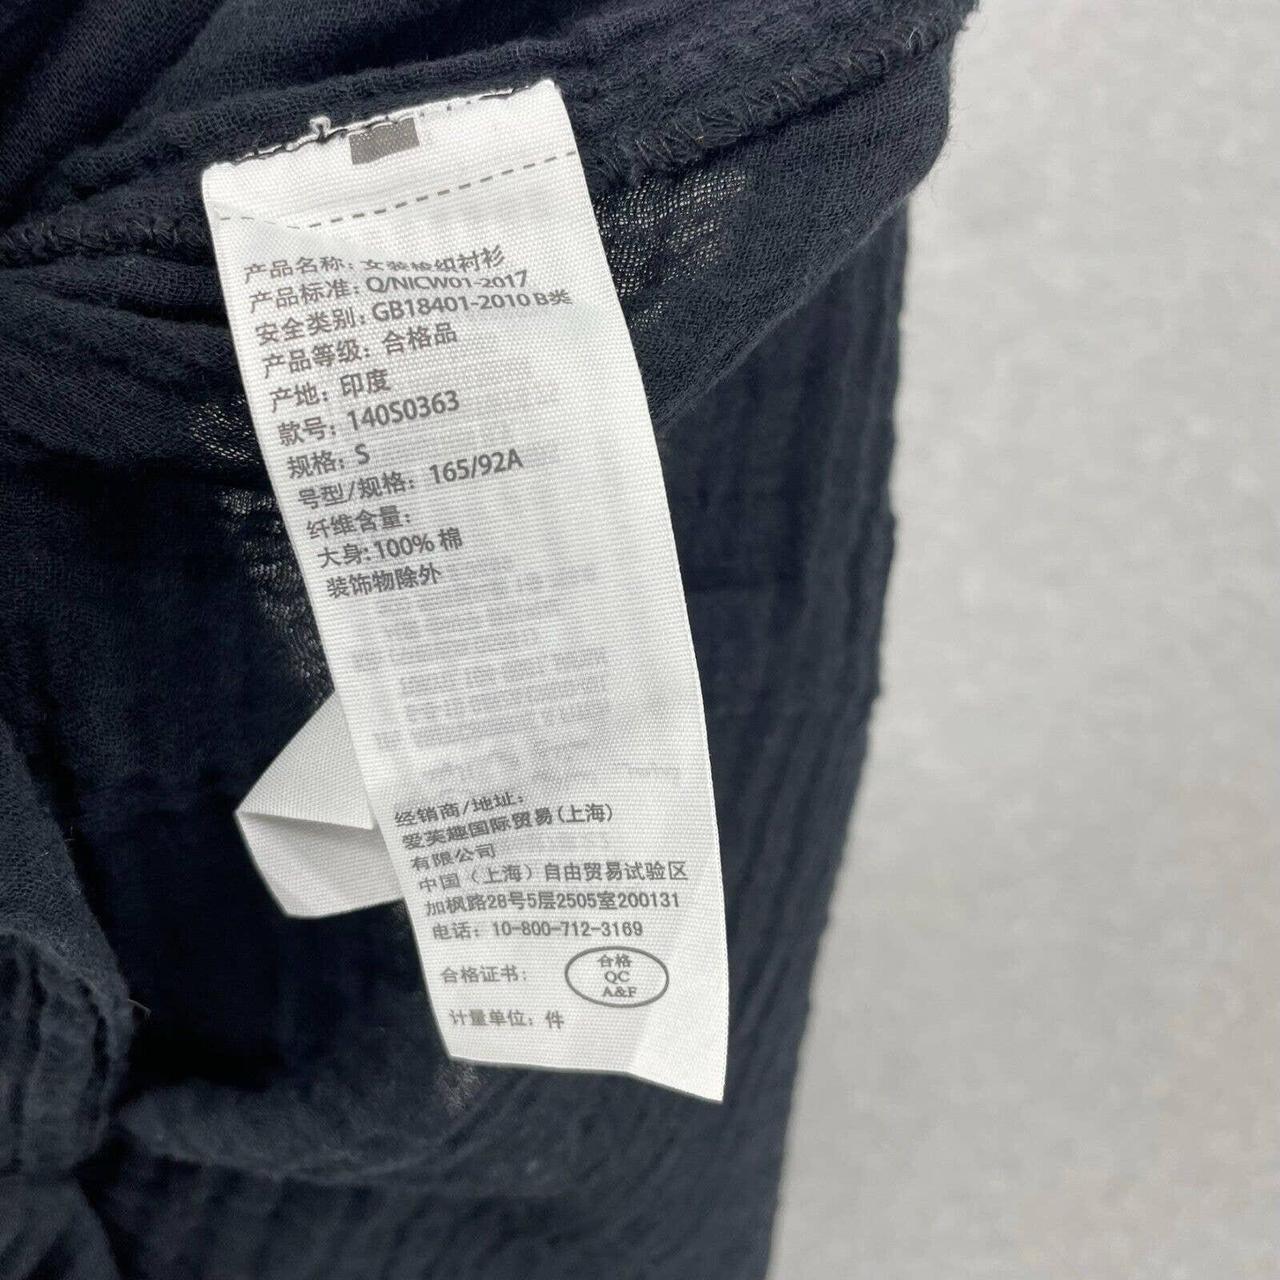 产品名称: 女装梭织衬衫
产品标准: Q/NICW01-2017
安全类别: GB18401-2010 B类
产品等级: 合格品
产地: 印度
款号: 140S0363
规格: S
号型/规格: 165/92A
纤维含量:
大身:100% 棉
装饰物除外
经销商/地址:
爱芙趣国际贸易(上海)
有限公司
中国(上海)自由贸易试验区
加枫路28号5层2505室200131
电话: 10-800-712-3169
合格证书:
合格
QC
A&F
计量单位: 件